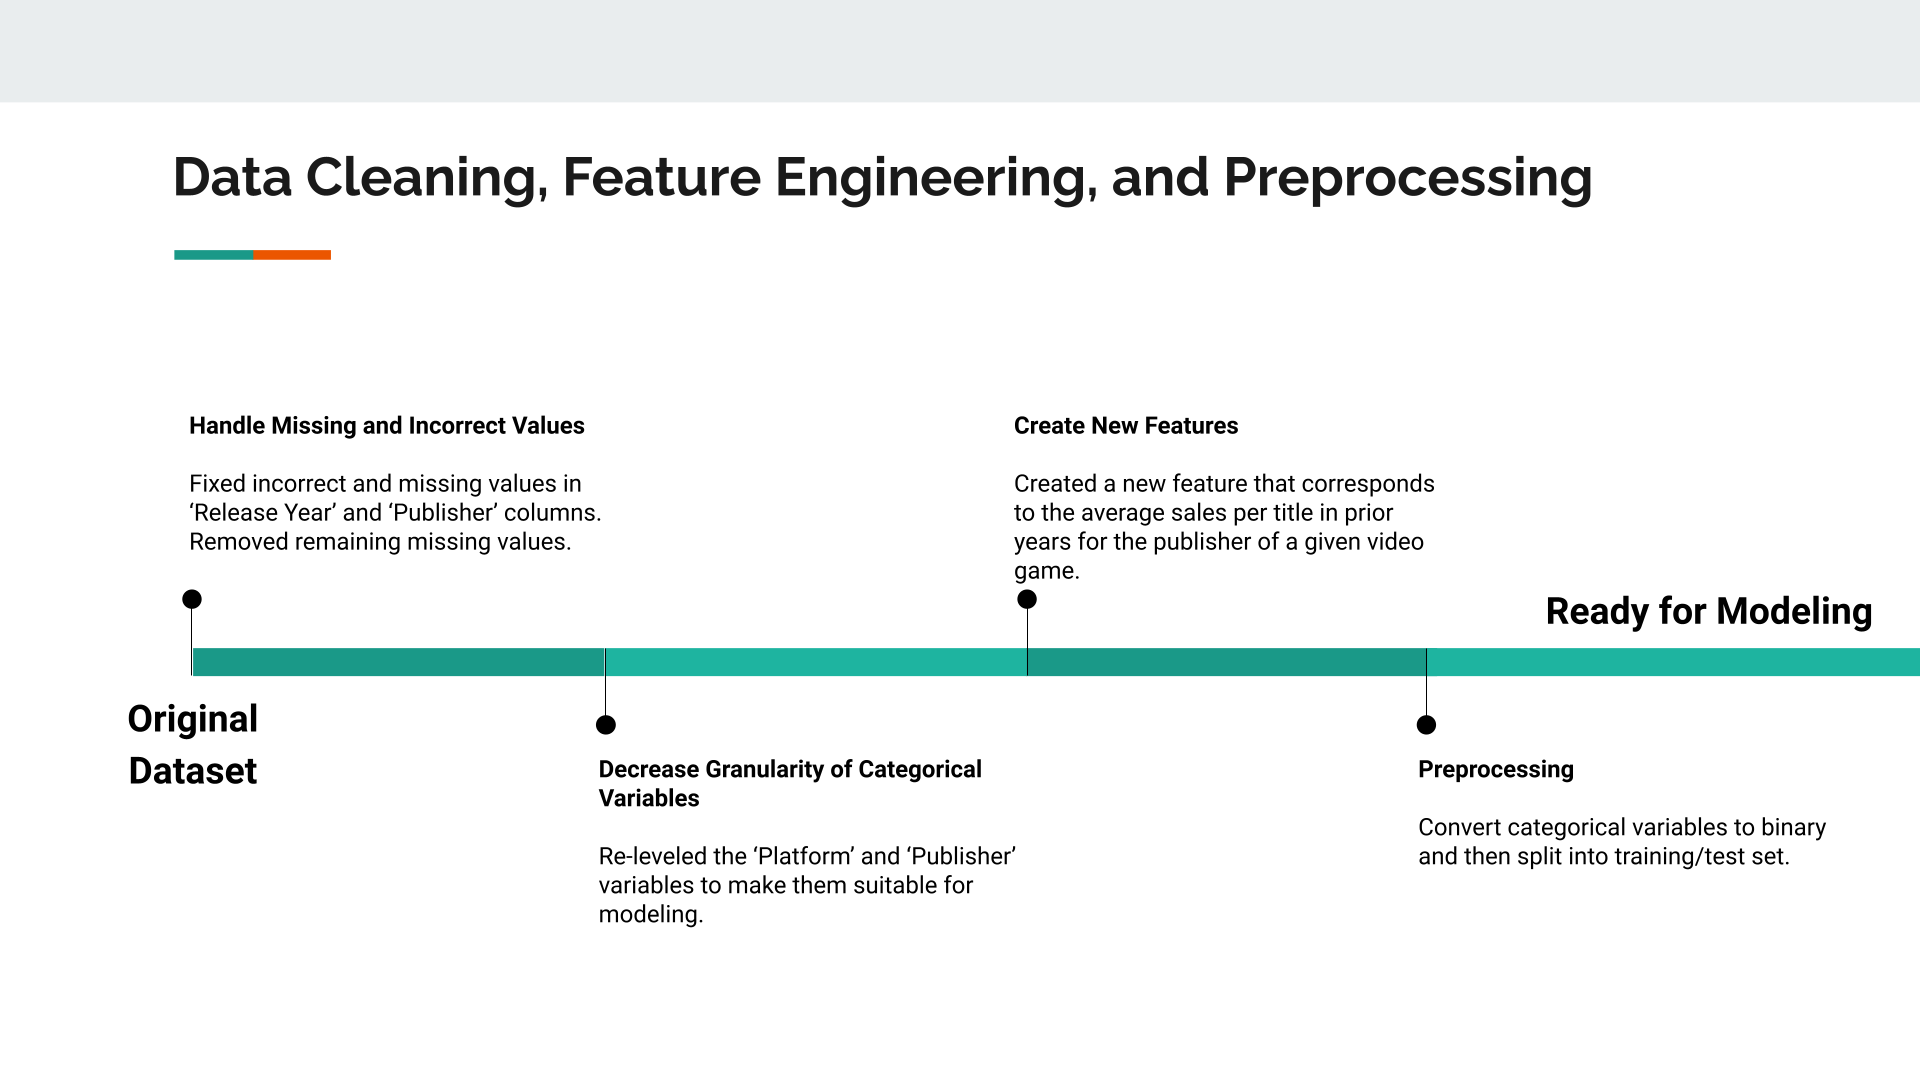 Data Cleaning, Feature Engineering, and Preprocessing
Handle Missing and Incorrect Values
Fixed incorrect and missing values in
‘Release Year’ and ‘Publisher’ columns.
Removed remaining missing values.
Create New Features
Created a new feature that corresponds
to the average sales per title in prior
years for the publisher of a given video
game.
Ready for Modeling
Original
Dataset
Decrease Granularity of Categorical
Variables
Re-leveled the ‘Platform’ and ‘Publisher’
variables to make them suitable for
modeling.
Preprocessing
Convert categorical variables to binary
and then split into training/test set.